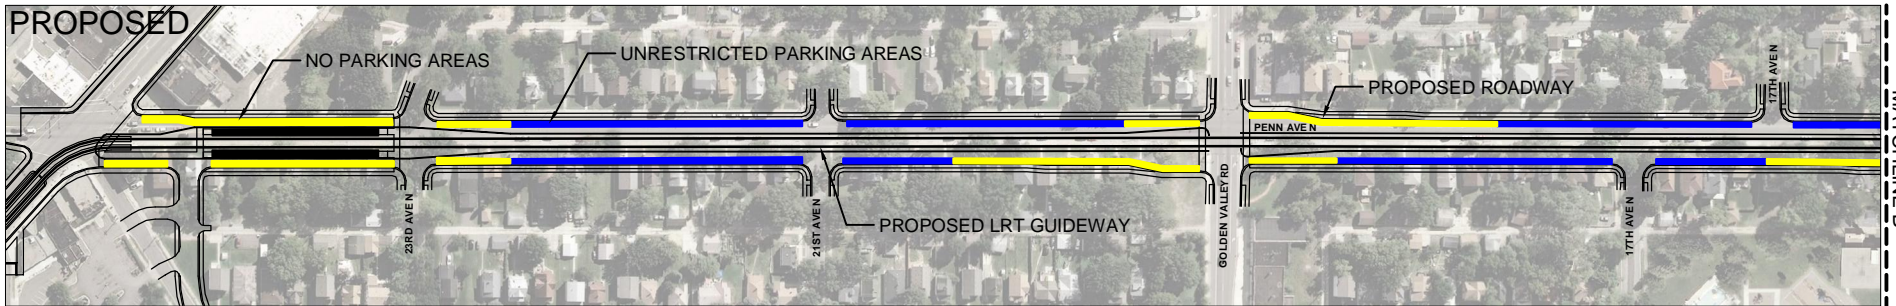 PROPOSED
NO PARKING AREAS
UNRESTRICTED PARKING AREAS
PROPOSED ROADWAY
17TH AVE N
PENN AVE N
23RD AVE N
21ST AVE N
PROPOSED LRT GUIDEWAY
GOLDEN VALLEY RD
17TH AVE N